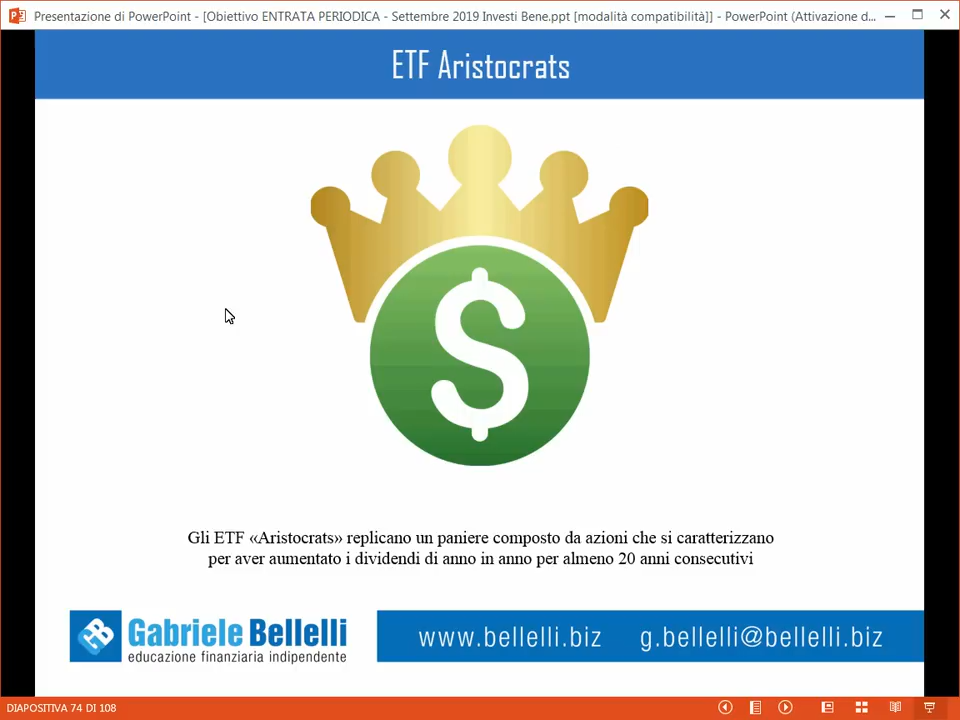 Presentazione di PowerPoint - [Obiettivo ENTRATA PERIODICA - Settembre 2019 Investi Bene.ppt [modalità compatibilità]] - PowerPoint (Attivazione d...
ETF Aristocrats
$
Gli ETF «Aristocrats» replicano un paniere composto da azioni che si caratterizzano
per aver aumentato i dividendi di anno in anno per almeno 20 anni consecutivi
Gabriele Bellelli
educazione finanziaria indipendente
www.bellelli.biz g.bellelli@bellelli.biz
DIAPOSITIVA 74 DI 108